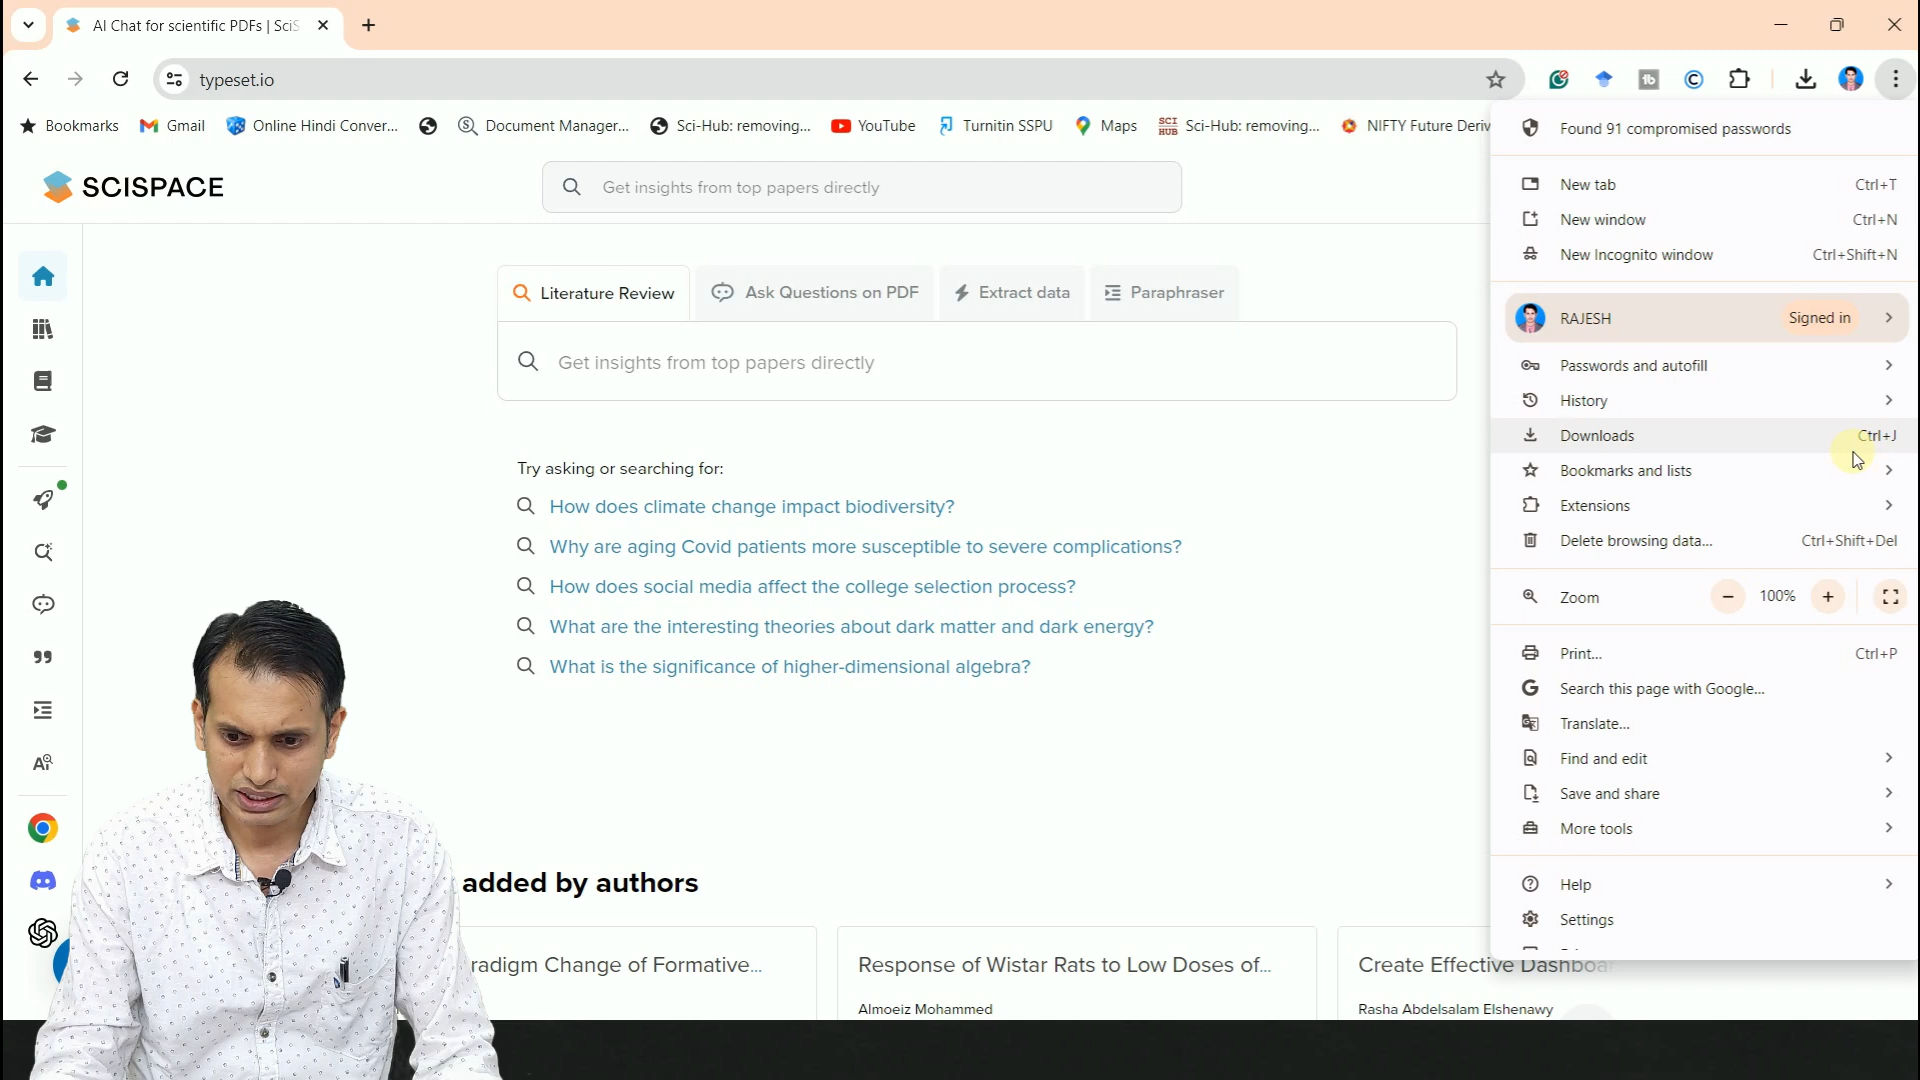 AI Chat for scientific PDFs | SciS
typeset.io
Bookmarks
Gmail
Online Hindi Conver...
Document Manager...
Sci-Hub: removing...
YouTube
Turnitin SSPU
Maps
SCI HUB
Sci-Hub: removing...
NIFTY Future Deriv
SCISPACE
Get insights from top papers directly
Literature Review
Ask Questions on PDF
Extract data
Paraphraser
Get insights from top papers directly
Try asking or searching for:
How does climate change impact biodiversity?
Why are aging Covid patients more susceptible to severe complications?
How does social media affect the college selection process?
What are the interesting theories about dark matter and dark energy?
What is the significance of higher-dimensional algebra?
added by authors
radigm Change of Formative...
Response of Wistar Rats to Low Doses of...
Almoeiz Mohammed
Create Effective Dashboar
Rasha Abdelsalam Elshenawy
Found 91 compromised passwords
New tab Ctrl+T
New window Ctrl+N
New Incognito window Ctrl+Shift+N
RAJESH Signed in
Passwords and autofill
History
Downloads Ctrl+J
Bookmarks and lists
Extensions
Delete browsing data... Ctrl+Shift+Del
Zoom − 100% +
Print... Ctrl+P
Search this page with Google...
Translate...
Find and edit
Save and share
More tools
Help
Settings